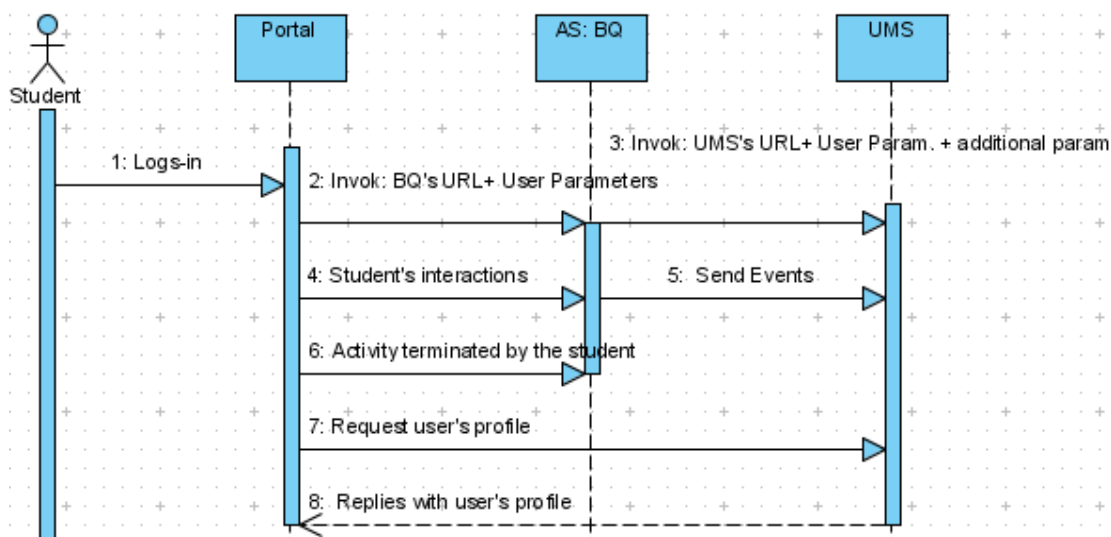 Portal
AS: BQ
UMS
Student
3: Invok: UMS's URL+ User Param. + additional param
1: Logs-in
2: Invok: BQ's URL+ User Parameters
4: Student's interactions
5: Send Events
6: Activity terminated by the student
7: Request user's profile
8: Replies with user's profile